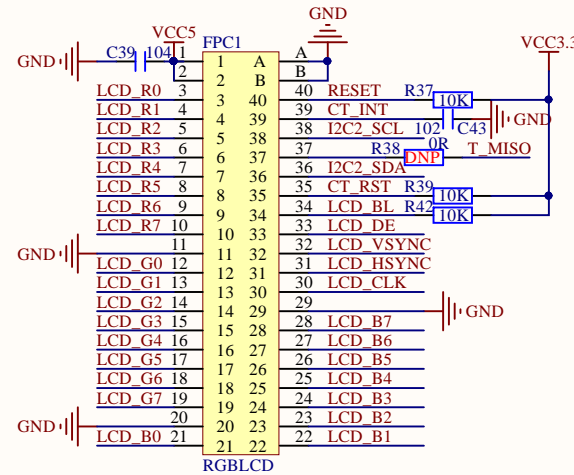 GND
VCC5
GND C39 104 1 FPC1 A VCC3.3
1 A
2 2 B B
LCD_R0 3 3 40 40 RESET R37 10K
LCD_R1 4 4 39 39 CT_INT GND
LCD_R2 5 5 38 38 I2C2_SCL 102 C43
LCD_R3 6 6 37 37 R38 0R DNP T_MISO
LCD_R4 7 7 36 36 I2C2_SDA
LCD_R5 8 8 35 35 CT_RST R39 10K
LCD_R6 9 9 34 34 LCD_BL R42 10K
LCD_R7 10 10 33 33 LCD_DE
GND 11 11 32 32 LCD_VSYNC
LCD_G0 12 12 31 31 LCD_HSYNC
LCD_G1 13 13 30 30 LCD_CLK
LCD_G2 14 14 29 29 GND
LCD_G3 15 15 28 28 LCD_B7
LCD_G4 16 16 27 27 LCD_B6
LCD_G5 17 17 26 26 LCD_B5
LCD_G6 18 18 25 25 LCD_B4
LCD_G7 19 19 24 24 LCD_B3
GND 20 20 23 23 LCD_B2
LCD_B0 21 21 22 22 LCD_B1
RGBLCD